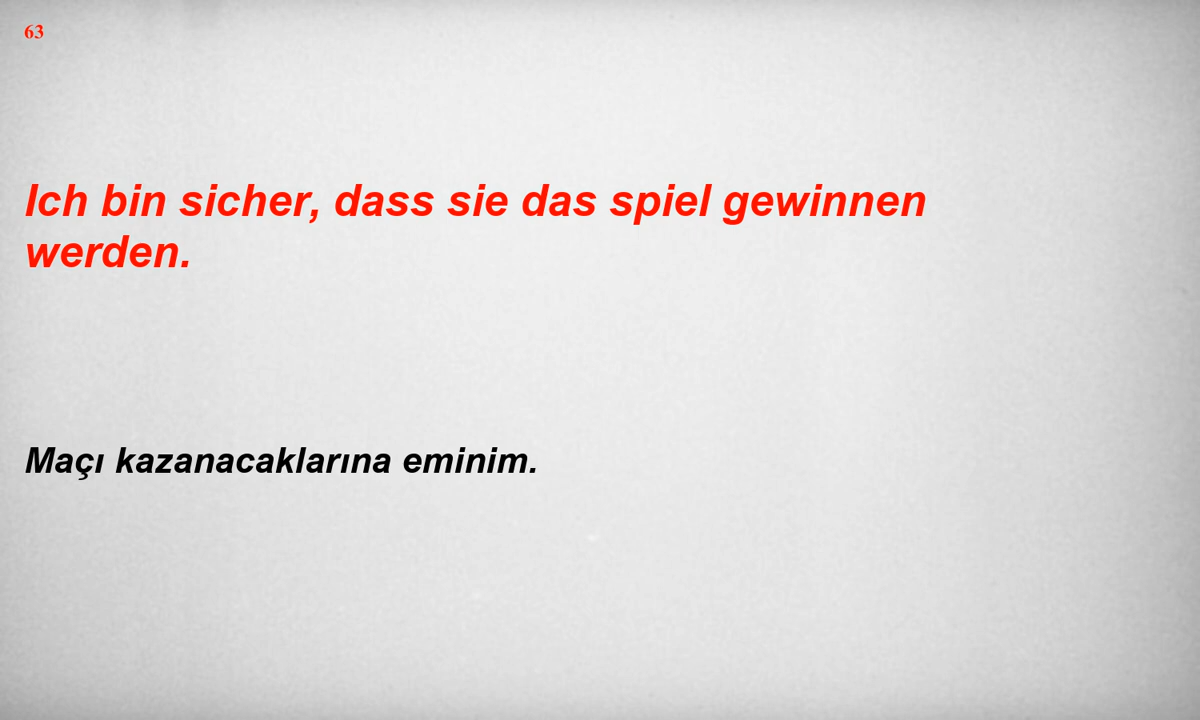 63
Ich bin sicher, dass sie das spiel gewinnen
werden.
Maçı kazanacaklarına eminim.